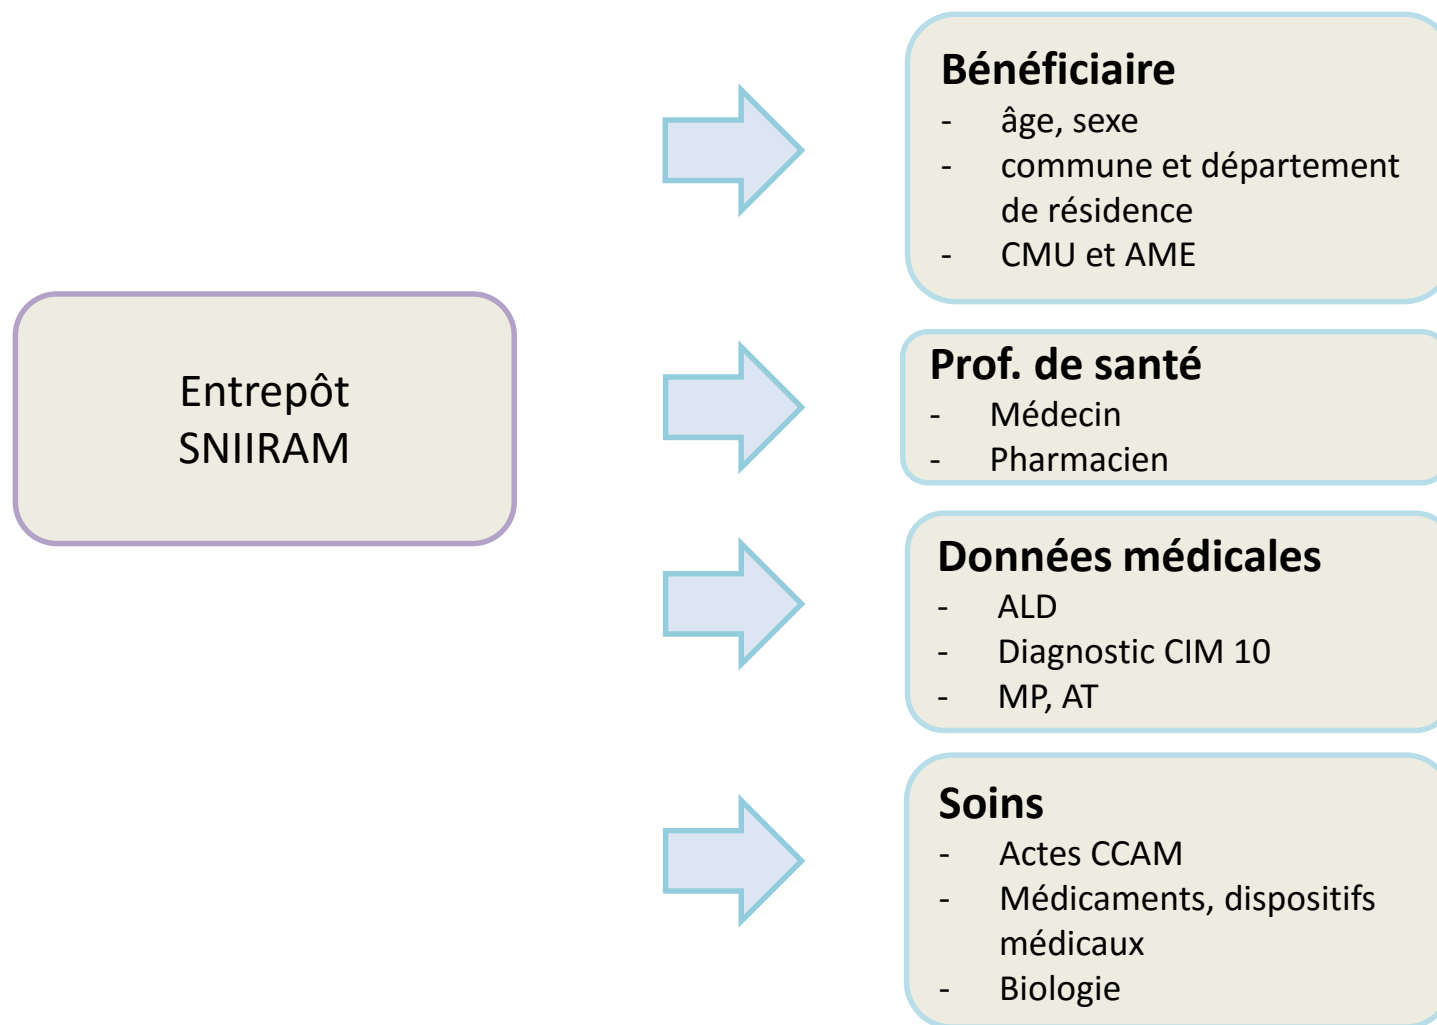 Entrepôt
SNIIRAM
Bénéficiaire
- âge, sexe
- commune et département
de résidence
- CMU et AME
Prof. de santé
- Médecin
- Pharmacien
Données médicales
- ALD
- Diagnostic CIM 10
- MP, AT
Soins
- Actes CCAM
- Médicaments, dispositifs
médicaux
- Biologie